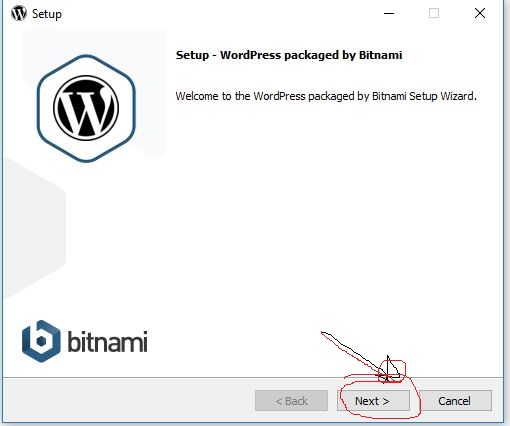 Setup
Setup - WordPress packaged by Bitnami
Welcome to the WordPress packaged by Bitnami Setup Wizard.
W
bitnami
< Back
Next >
Cancel